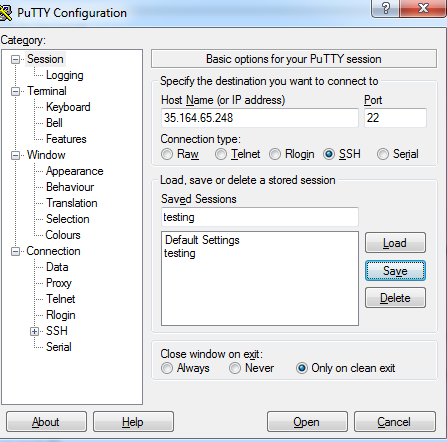 PuTTY Configuration
?
Category:
Session
Logging
Terminal
Keyboard
Bell
Features
Window
Appearance
Behaviour
Translation
Selection
Colours
Connection
Data
Proxy
Telnet
Rlogin
SSH
Serial
Basic options for your PuTTY session
Specify the destination you want to connect to
Host Name (or IP address) Port
35.164.65.248 22
Connection type:
Raw Telnet Rlogin SSH Serial
Load, save or delete a stored session
Saved Sessions
testing
Default Settings
testing
Load
Save
Delete
Close window on exit:
Always Never Only on clean exit
About Help Open Cancel